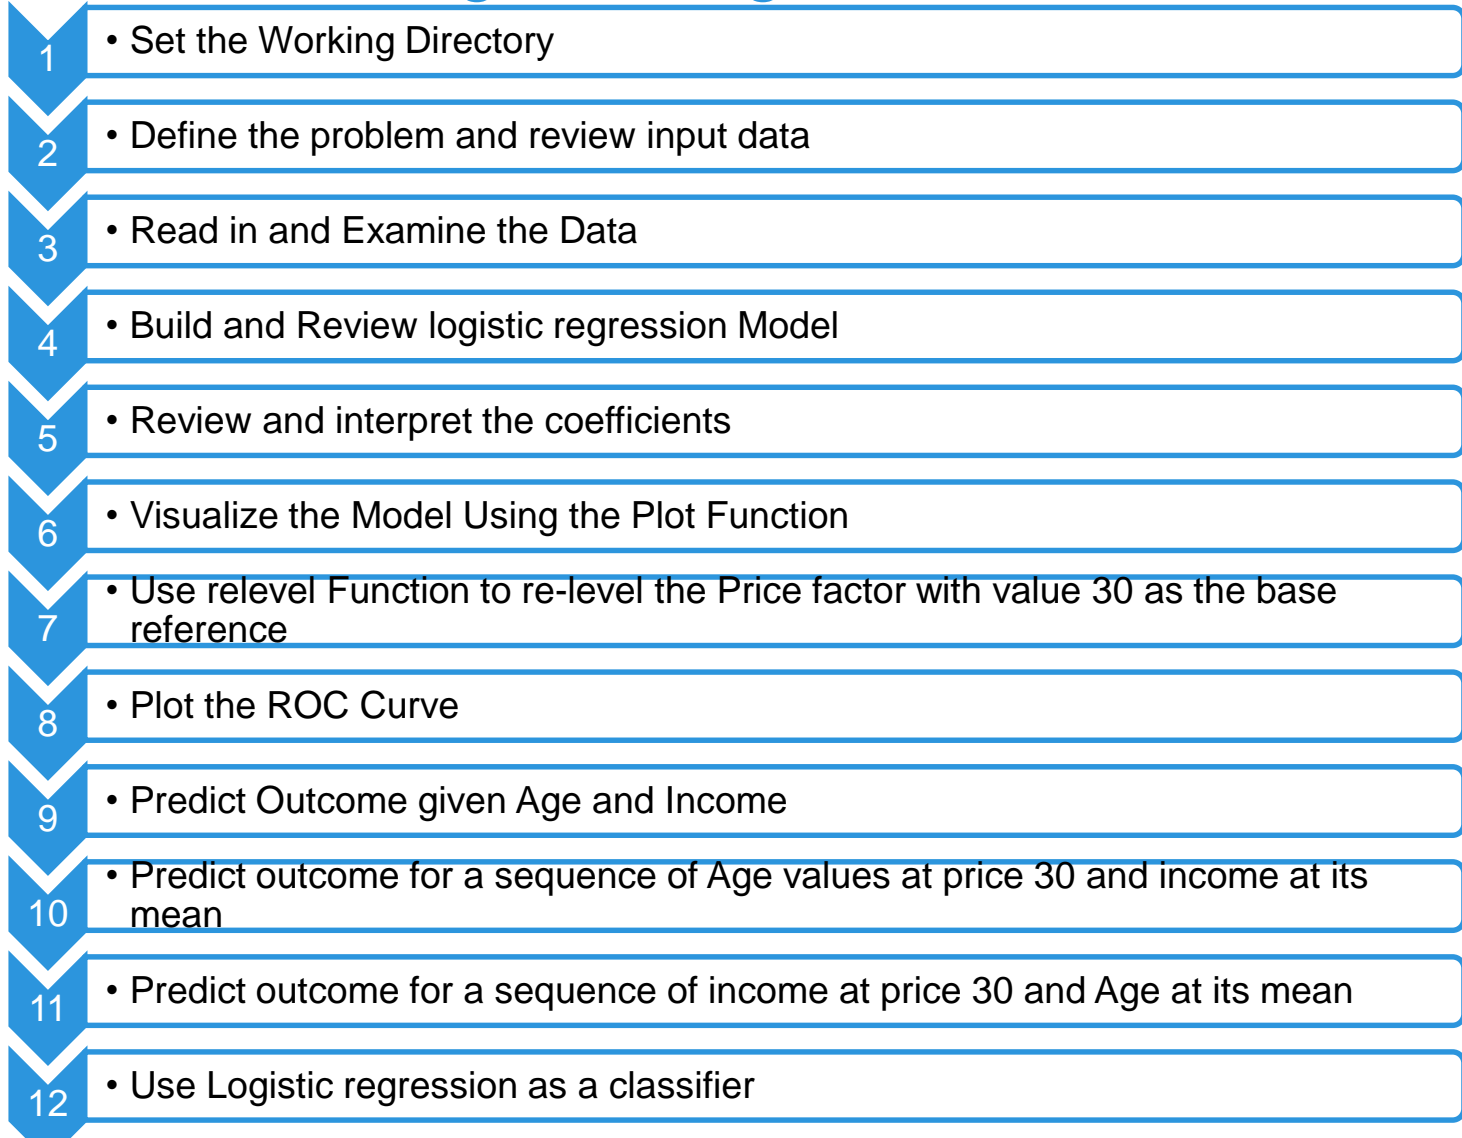 1
• Set the Working Directory
2
• Define the problem and review input data
3
• Read in and Examine the Data
4
• Build and Review logistic regression Model
5
• Review and interpret the coefficients
6
• Visualize the Model Using the Plot Function
7
• Use relevel Function to re-level the Price factor with value 30 as the base
reference
8
• Plot the ROC Curve
9
• Predict Outcome given Age and Income
10
• Predict outcome for a sequence of Age values at price 30 and income at its
mean
11
• Predict outcome for a sequence of income at price 30 and Age at its mean
12
• Use Logistic regression as a classifier